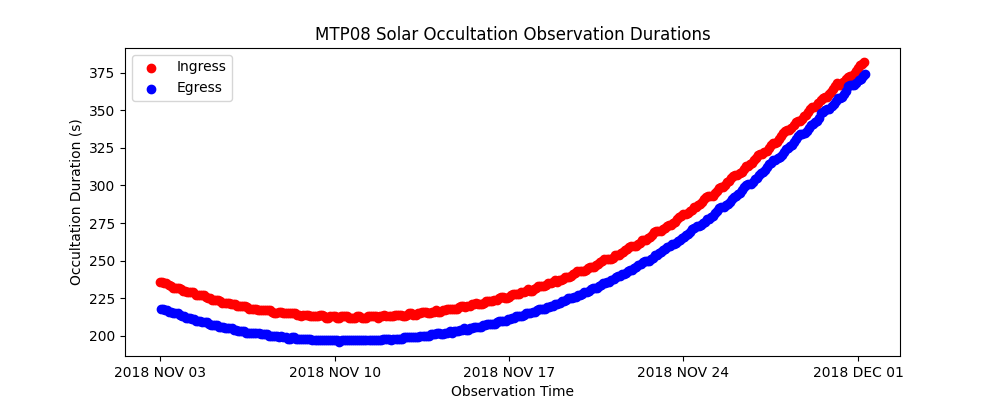 MTP08 Solar Occultation Observation Durations
Ingress
Egress
Occultation Duration (s)
375
350
325
300
275
250
225
200
2018 NOV 03
2018 NOV 10
2018 NOV 17
2018 NOV 24
2018 DEC 01
Observation Time